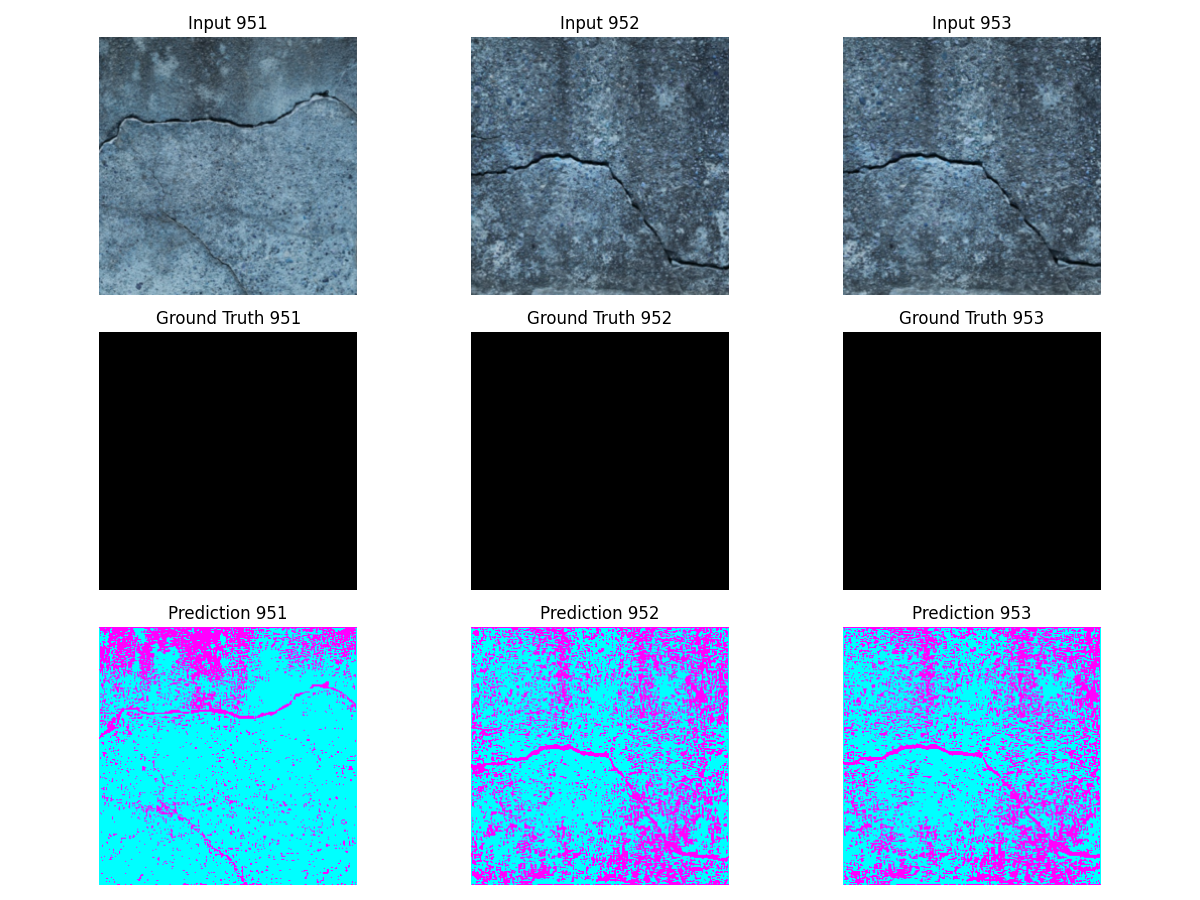 Input 951
Input 952
Input 953
Ground Truth 951
Ground Truth 952
Ground Truth 953
Prediction 951
Prediction 952
Prediction 953